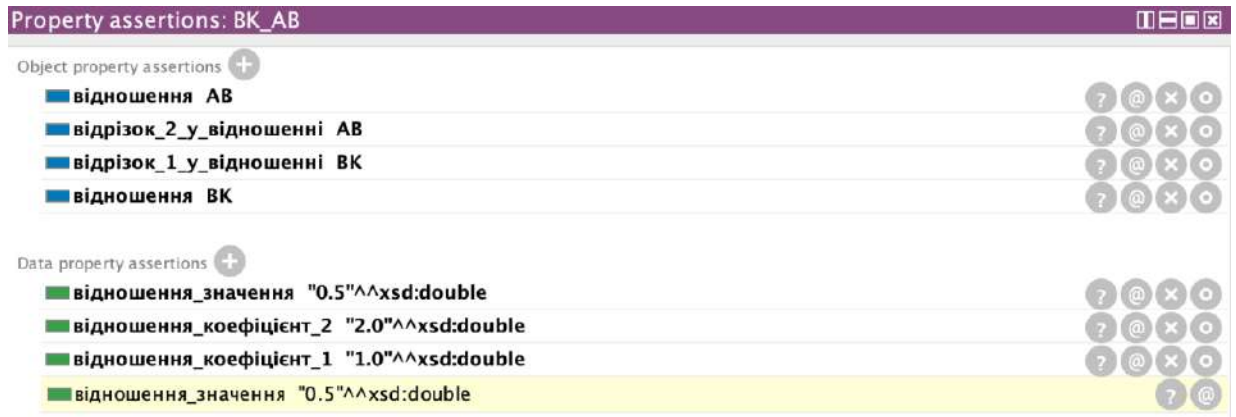 Property assertions: BK_AB
Object property assertions
відношення AB
відрізок_2_у_відношенні AB
відрізок_1_у_відношенні BK
відношення BK
Data property assertions
відношення_значення "0.5"^^xsd:double
відношення_коефіцієнт_2 "2.0"^^xsd:double
відношення_коефіцієнт_1 "1.0"^^xsd:double
відношення_значення "0.5"^^xsd:double